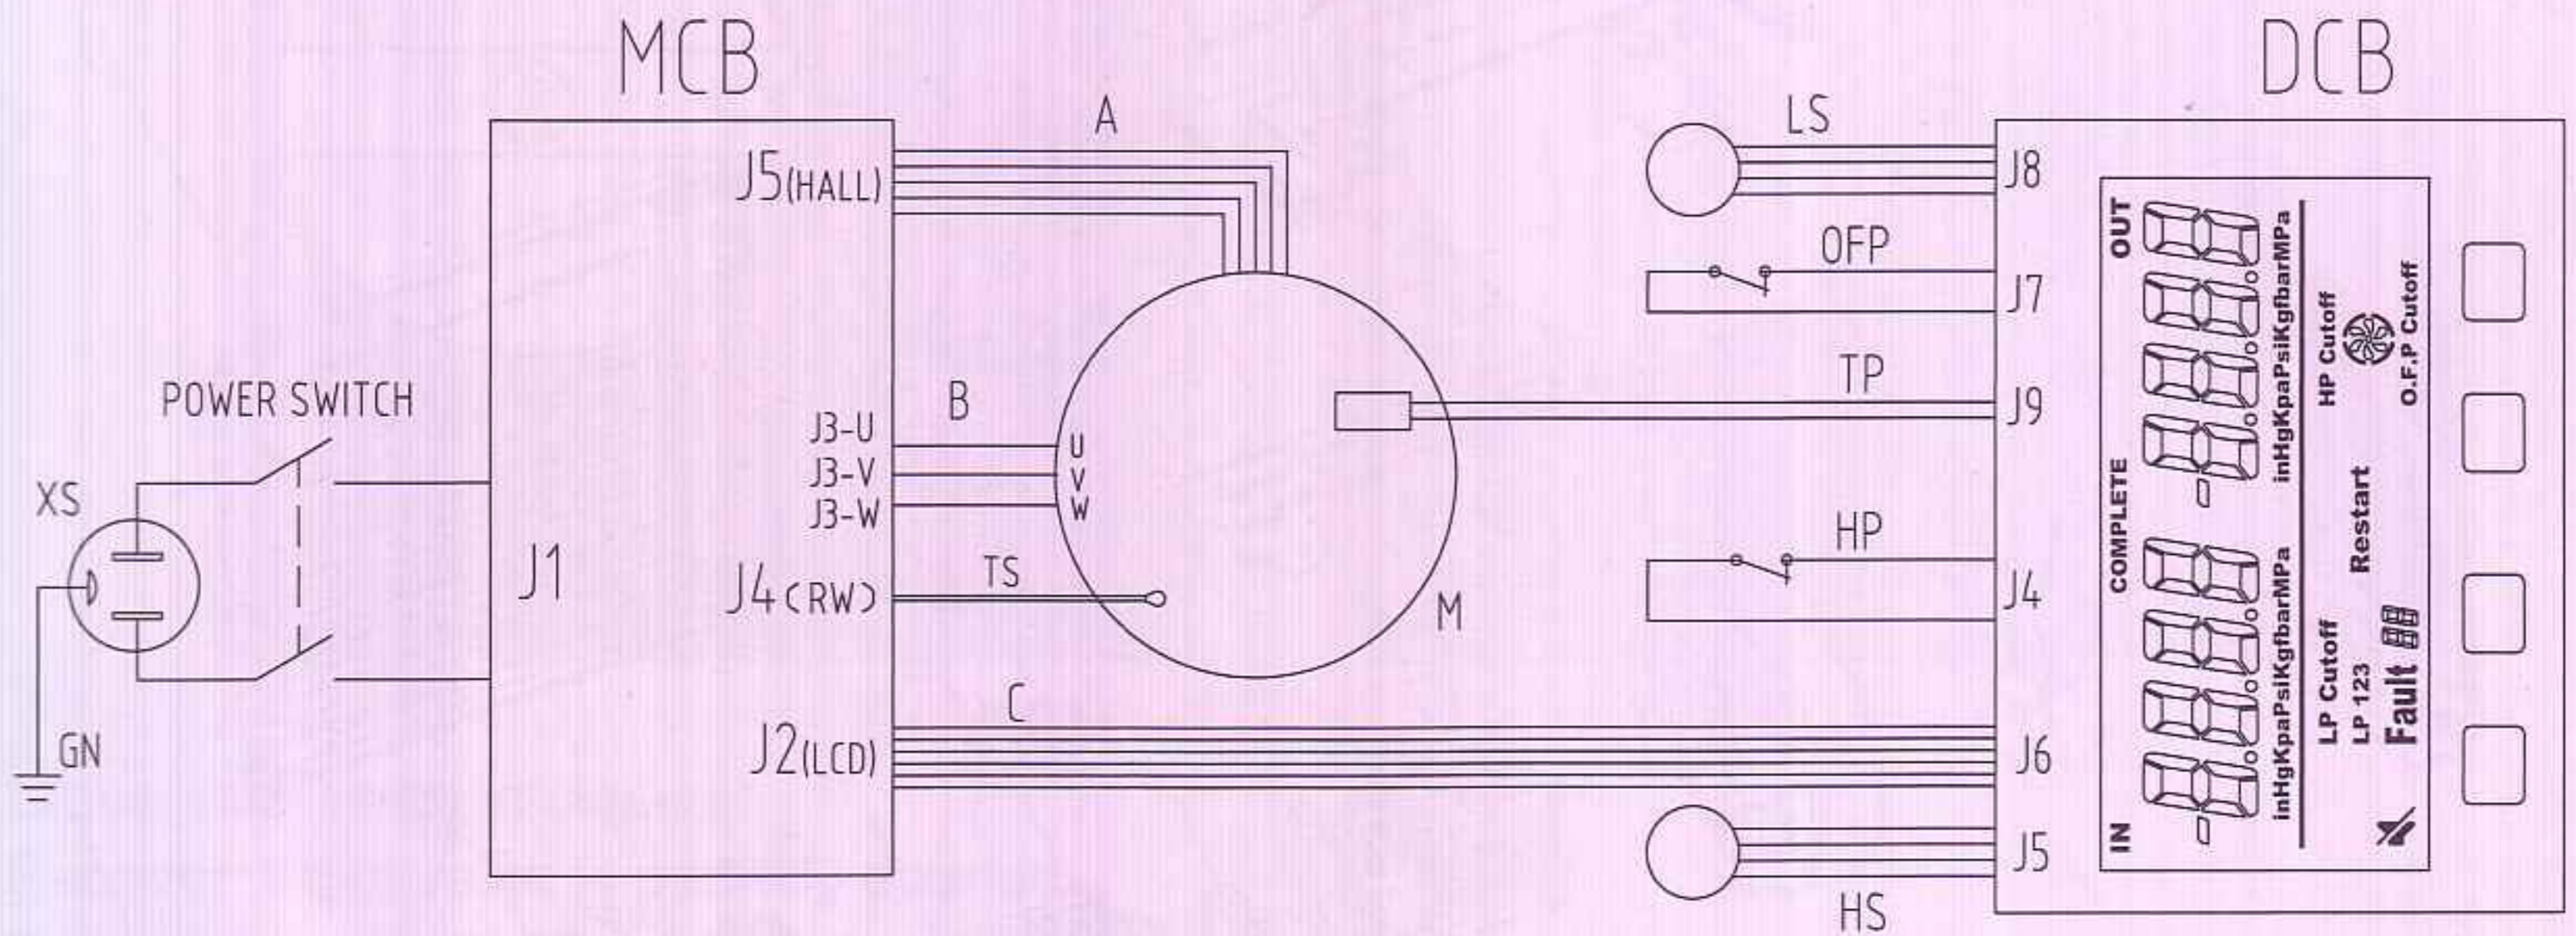 MCB
DCB
A
J5(HALL)
LS
J8
OFP
J7
POWER SWITCH
B
J3-U
J3-V
J3-W
U
V
W
TP
J9
XS
J1
J4(RW)
TS
M
HP
J4
GN
C
J2(LCD)
J6
J5
HS
IN
COMPLETE
OUT
inHgKpaPsiKgfbarMPa
inHgKpaPsiKgfbarMPa
LP Cutoff
HP Cutoff
LP 123
Restart
Fault 88
O.F.P Cutoff